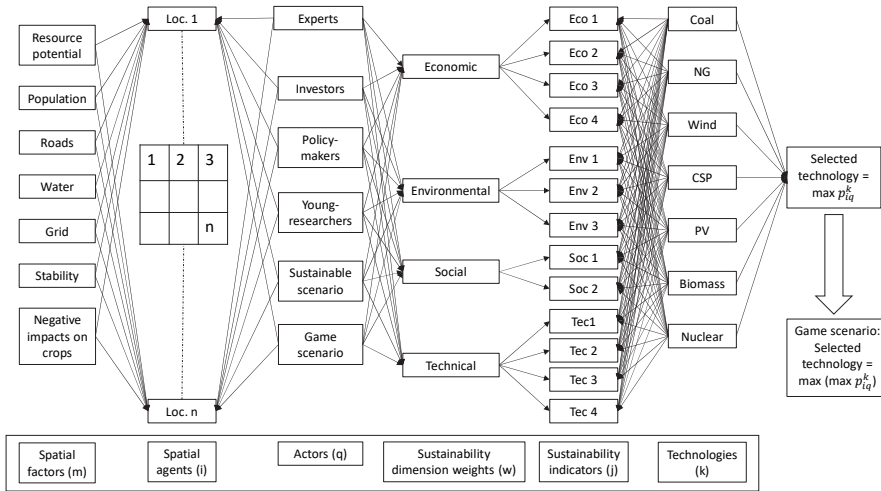 Resource
potential
Population
Roads
Water
Grid
Stability
Negative
impacts on
crops
Loc. 1
1 2 3
n
Loc. n
Experts
Investors
Policy-
makers
Young-
researchers
Sustainable
scenario
Game
scenario
Economic
Environmental
Social
Technical
Eco 1
Eco 2
Eco 3
Eco 4
Env 1
Env 2
Env 3
Soc 1
Soc 2
Tec1
Tec 2
Tec 3
Tec 4
Coal
NG
Wind
CSP
PV
Biomass
Nuclear
Selected
technology =
max p_{iq}^{k}
Game scenario:
Selected
technology =
max (max p_{iq}^{k})
Spatial
factors (m)
Spatial
agents (i)
Actors (q)
Sustainability
dimension weights (w)
Sustainability
indicators (j)
Technologies
(k)